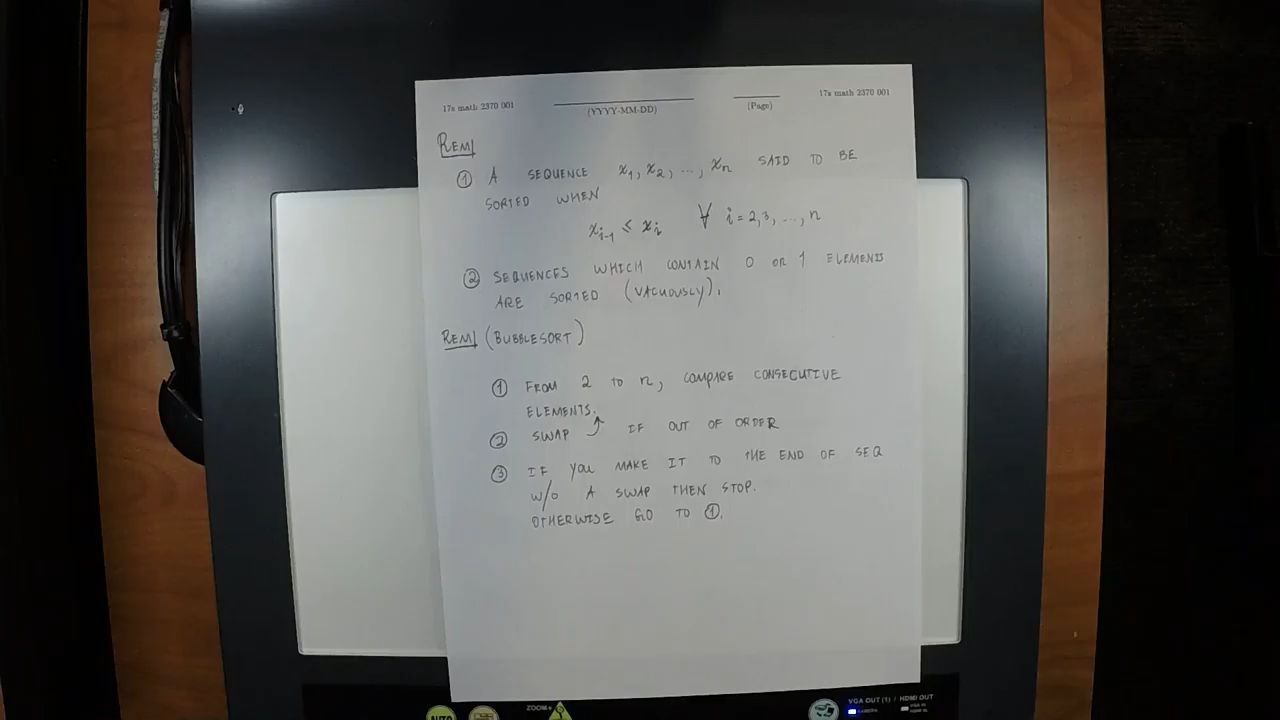 17s math 2370 001 (YYYY-MM-DD) (Page) 17s math 2370 001
REM
① A SEQUENCE x₁, x₂, ..., xₙ SAID TO BE
SORTED WHEN
xᵢ₋₁ ≤ xᵢ ∀ i = 2,3, ..., n
② SEQUENCES WHICH CONTAIN 0 OR 1 ELEMENTS
ARE SORTED (VACUOUSLY).
REM (BUBBLESORT)
① FROM 2 TO n, COMPARE CONSECUTIVE
ELEMENTS.
② SWAP ⤴ IF OUT OF ORDER
③ IF YOU MAKE IT TO THE END OF SEQ
W/O A SWAP THEN STOP.
OTHERWISE GO TO ①.
AUTO
ZOOM+
VGA OUT (1) / HDMI OUT
CAMERA